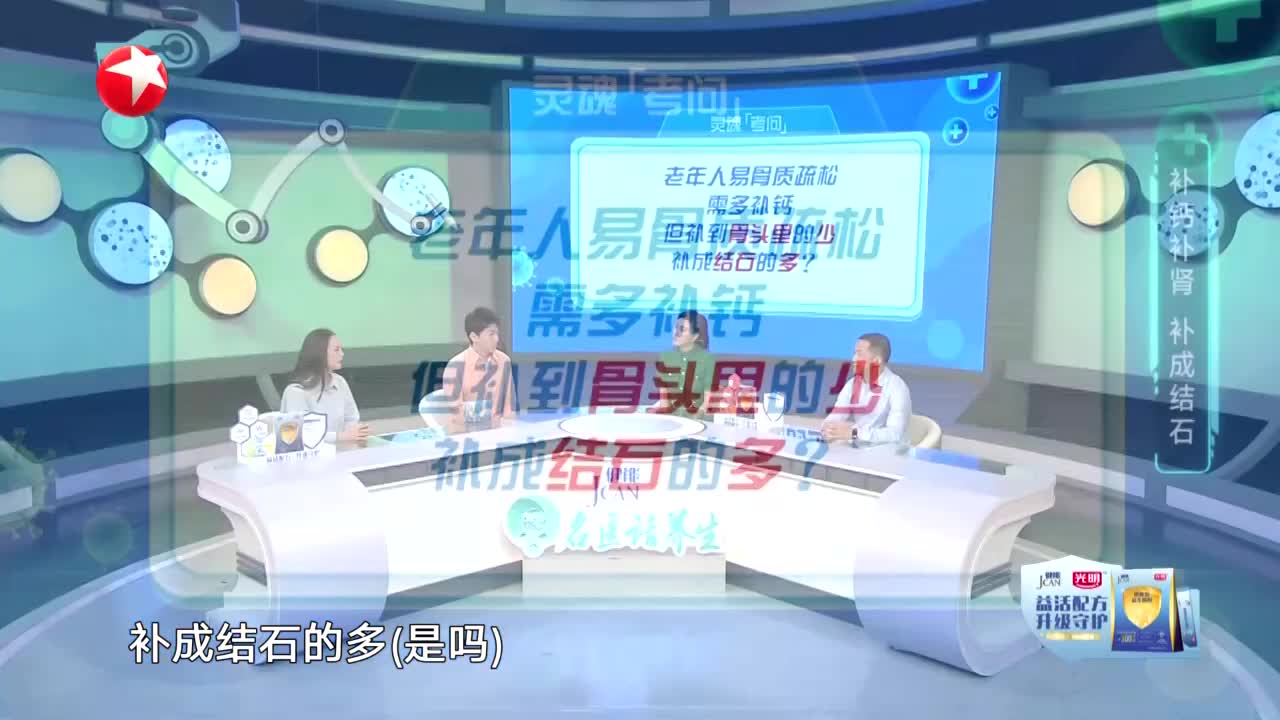 灵魂「考问」
老年人易骨质疏松
需多补钙
但补到骨头里的少
补成结石的多？
灵魂「考问」
老年人易骨质疏松
需多补钙
但补到骨头里的少
补成结石的多？
补钙补肾 补成结石
健能
JCAN
名医话养生
健能
JCAN
光明
益活配方
升级守护
补成结石的多(是吗)